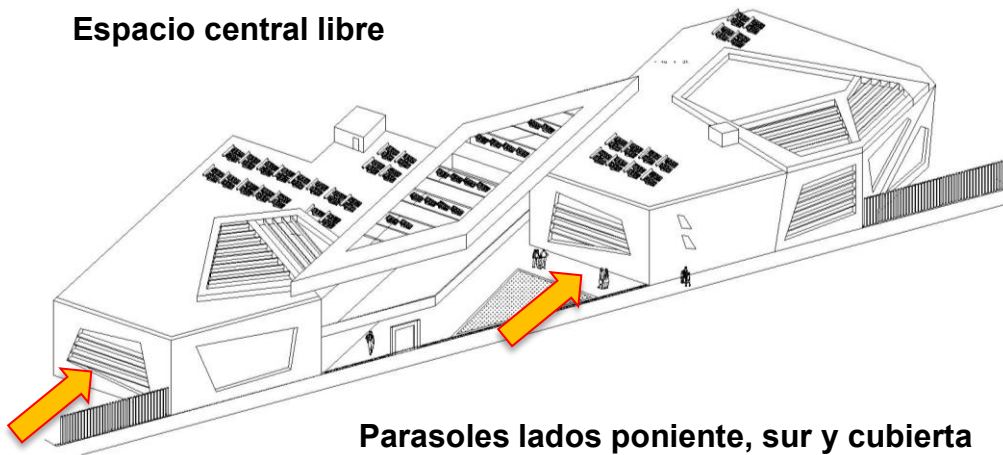 Espacio central libre
Parasoles lados poniente, sur y cubierta